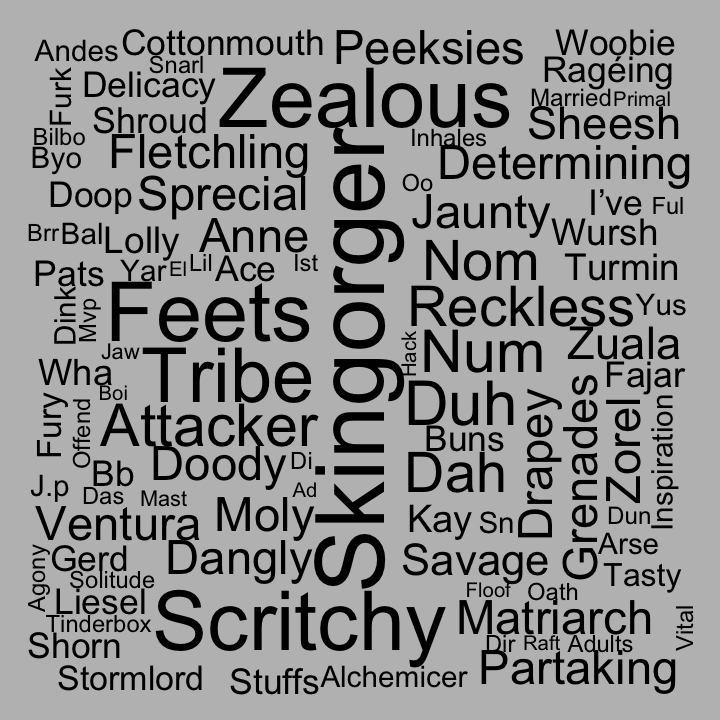 Andes
Cottonmouth
Peeksies
Woobie
Snarl
Rageéing
Furk
Delicacy
Zealous
Married
Primal
Shroud
Sheesh
Bilbo
Inhales
Byo
Fletchling
Determining
Skingorger
Oo
Doop
Sprecial
Jaunty
I’ve
Ful
Brr
Bal
Lolly
Anne
Wursh
Pats
Yar
El
Lil
Ace
Ist
Nom
Turmin
Dink
Mvp
Feets
Reckless
Yus
Jaw
Tribe
Hack
Num
Zuala
Wha
Fajar
Boi
Fury
Offend
Attacker
Duh
Drapey
Grenades
Zorel
Inspiration
Buns
Doody
Di
Bb
Dah
J.p
Das
Mast
Ad
Ventura
Moly
Kay
Sn
Dun
Agony
Gerd
Dangly
Savage
Arse
Solitude
Tasty
Liesel
Scritchy
Floof
Oath
Tinderbox
Matriarch
Vital
Shorn
Dir
Raft
Adults
Stormlord
Stuffs
Alchemicer
Partaking